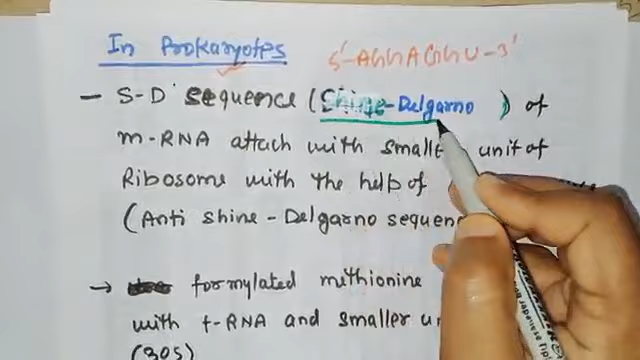 In Prokaryotes
5'-AGGAGGU-3'
– S-D sequence (Shine-Delgarno) of
m-RNA attach with smaller unit of
Ribosome with the help of
(Anti shine-Delgarno sequenc
→ formylated methionine
with t-RNA and smaller u
(30S)